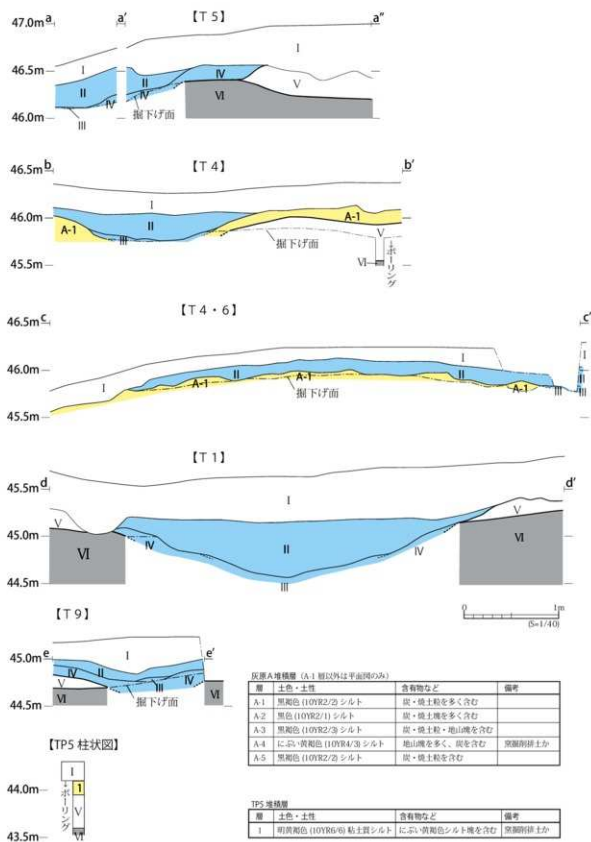 【T 5】
47.0m a a' a"
I
46.5m II II IV V
IV IV VI
46.0m 掘下げ面
III
【T 4】
46.5m b b'
I
46.0m A-1 II A-1
III V
掘下げ面
45.5m VI →ボーリング
【T 4・6】
46.5m c c'
I
46.0m I II II II
A-1 A-1 A-1 III III
45.5m 掘下げ面
【T 1】
45.5m d d'
I
V V
45.0m VI IV II IV VI
44.5m III
0 1m
(S=1/40)
【T 9】
45.0m e I e'
IV II IV
V III
44.5m VI 掘下げ面 VI
【TP5 柱状図】
I
44.0m 1
→ボーリング V
43.5m VI
灰原A堆積層(A-1 層以外は平面図のみ)
層 土色・土性 含有物など 備考
A-1 黒褐色 (10YR2/2) シルト 炭・焼土粒を多く含む
A-2 黒色 (10YR2/1) シルト 炭・焼土塊を多く含む
A-3 黒褐色 (10YR2/3) シルト 炭・焼土粒・地山塊を含む
A-4 にぶい黄褐色 (10YR4/3) シルト 地山塊を多く、炭を含む 窯掘削排土か
A-5 黒褐色 (10YR2/2) シルト 炭・焼土粒を含む
TP5 堆積層
層 土色・土性 含有物など 備考
1 明黄褐色 (10YR6/6) 粘土質シルト にぶい黄褐色シルト塊を含む 窯掘削排土か